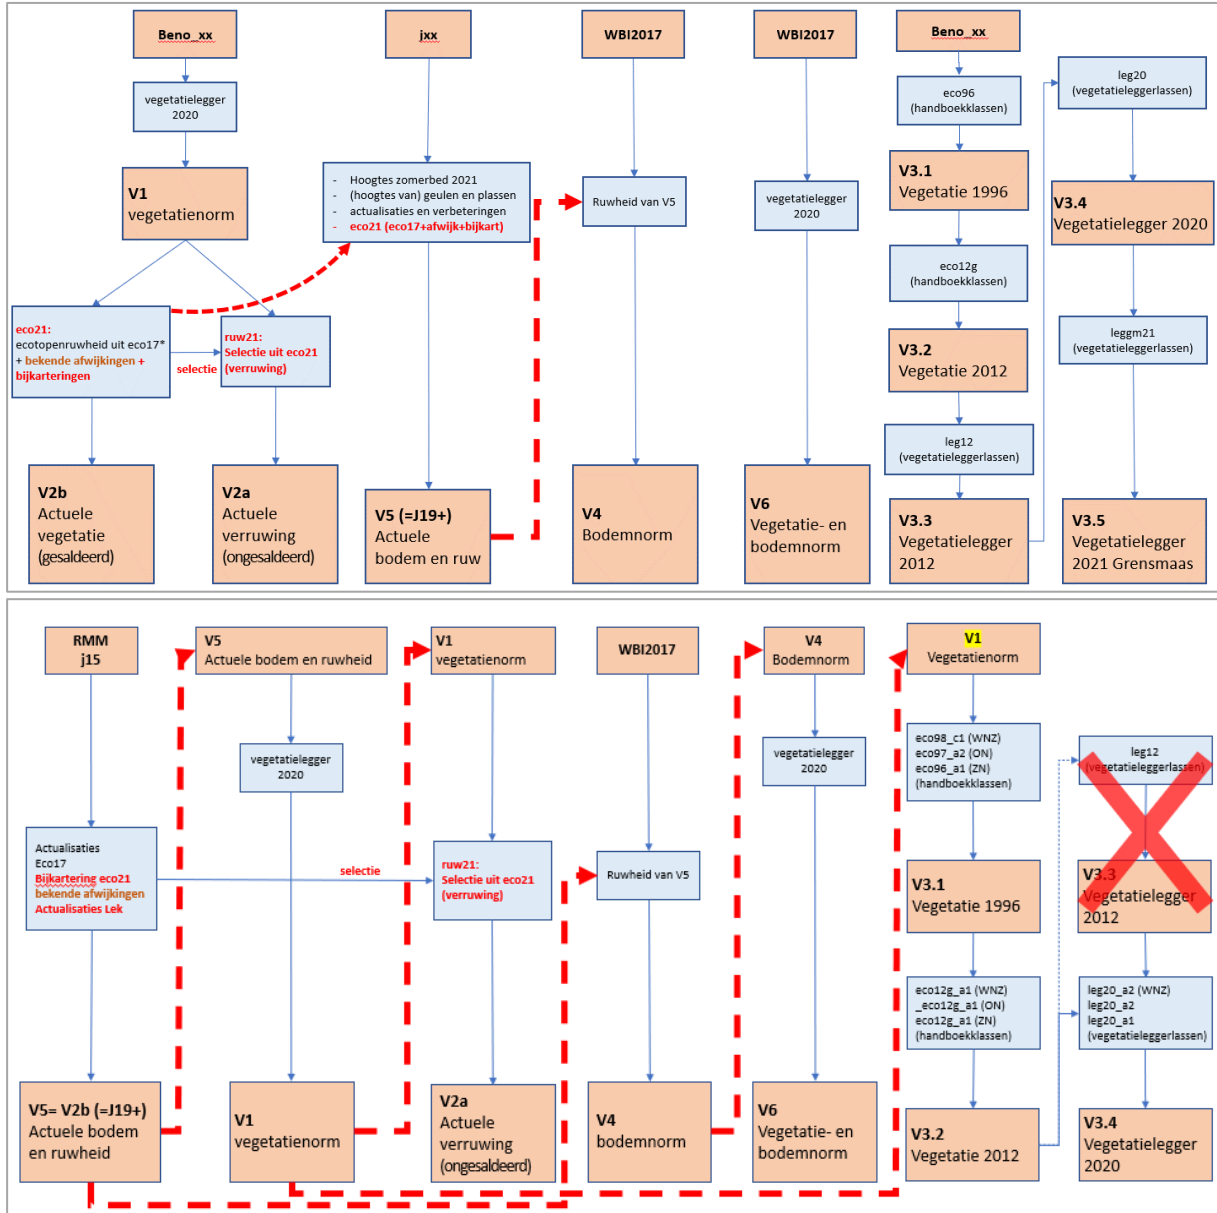 Beno_xx
jxx
WBI2017
WBI2017
Beno_xx
vegetatielegger
2020
V1
vegetatienorm
eco21:
ecotopenruwheid uit eco17*
+ bekende afwijkingen +
bijkarteringen
selectie
ruw21:
Selectie uit eco21
(verruwing)
V2b
Actuele
vegetatie
(gesaldeerd)
V2a
Actuele
verruwing
(ongesaldeerd)
- Hoogtes zomerbed 2021
- (hoogtes van) geulen en plassen
- actualisaties en verbeteringen
- eco21 (eco17+afwijk+bijkart)
V5 (=J19+)
Actuele
bodem en ruw
Ruwheid van V5
V4
Bodemnorm
vegetatielegger
2020
V6
Vegetatie- en
bodemnorm
eco96
(handboekklassen)
V3.1
Vegetatie 1996
eco12g
(handboekklassen)
V3.2
Vegetatie 2012
leg12
(vegetatieleggerlassen)
V3.3
Vegetatielegger
2012
leg20
(vegetatieleggerlassen)
V3.4
Vegetatielegger 2020
leggm21
(vegetatieleggerlassen)
V3.5
Vegetatielegger
2021 Grensmaas
RMM
j15
V5
Actuele bodem en ruwheid
V1
vegetatienorm
WBI2017
V4
Bodemnorm
V1
Vegetatienorm
Actualisaties
Eco17
Bijkartering eco21
bekende afwijkingen
Actualisaties Lek
selectie
V5= V2b (=J19+)
Actuele bodem
en ruwheid
vegetatielegger
2020
V1
vegetatienorm
ruw21:
Selectie uit eco21
(verruwing)
V2a
Actuele
verruwing
(ongesaldeerd)
Ruwheid van V5
V4
bodemnorm
vegetatielegger
2020
V6
Vegetatie- en
bodemnorm
eco98_c1 (WNZ)
eco97_a2 (ON)
eco96_a1 (ZN)
(handboekklassen)
V3.1
Vegetatie 1996
eco12g_a1 (WNZ)
_eco12g_a1 (ON)
eco12g_a1 (ZN)
(handboekklassen)
V3.2
Vegetatie 2012
leg12
(vegetatieleggerlassen)
V3.3
Vegetatielegger
2012
leg20_a2 (WNZ)
leg20_a2
leg20_a1
(vegetatieleggerlassen)
V3.4
Vegetatielegger
2020